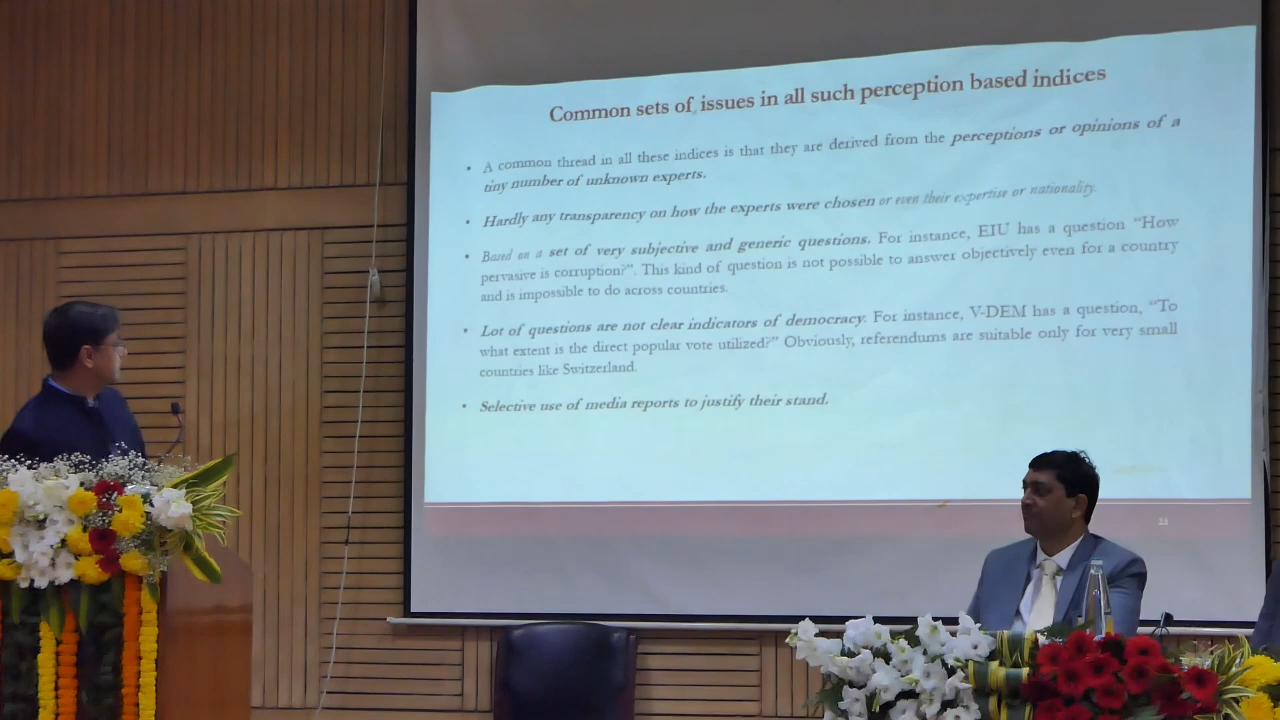 Common sets of issues in all such perception based indices
• A common thread in all these indices is that they are derived from the perceptions or opinions of a
tiny number of unknown experts.
• Hardly any transparency on how the experts were chosen or even their expertise or nationality.
• Based on a set of very subjective and generic questions. For instance, EIU has a question “How
pervasive is corruption?”. This kind of question is not possible to answer objectively even for a country
and is impossible to do across countries.
• Lot of questions are not clear indicators of democracy. For instance, V-DEM has a question, “To
what extent is the direct popular vote utilized?” Obviously, referendums are suitable only for very small
countries like Switzerland.
• Selective use of media reports to justify their stand.